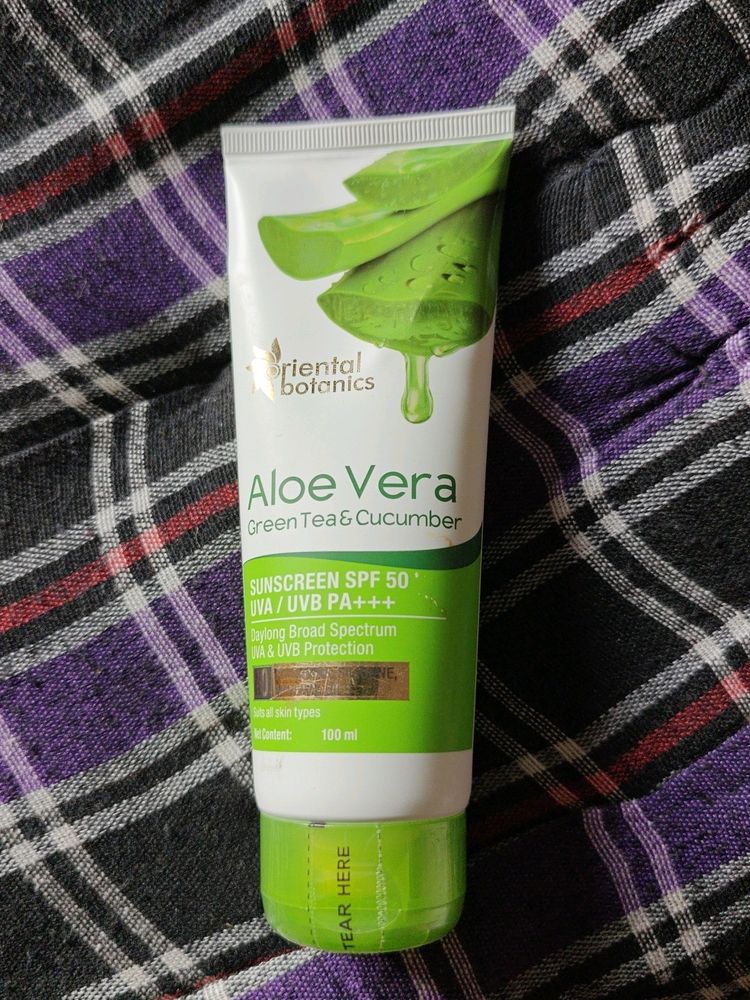 oriental
botanics
Aloe Vera
Green Tea & Cucumber
SUNSCREEN SPF 50
UVA / UVB PA+++
Daylong Broad Spectrum
UVA & UVB Protection
Suits all skin types
Net Content: 100 ml
TEAR HERE